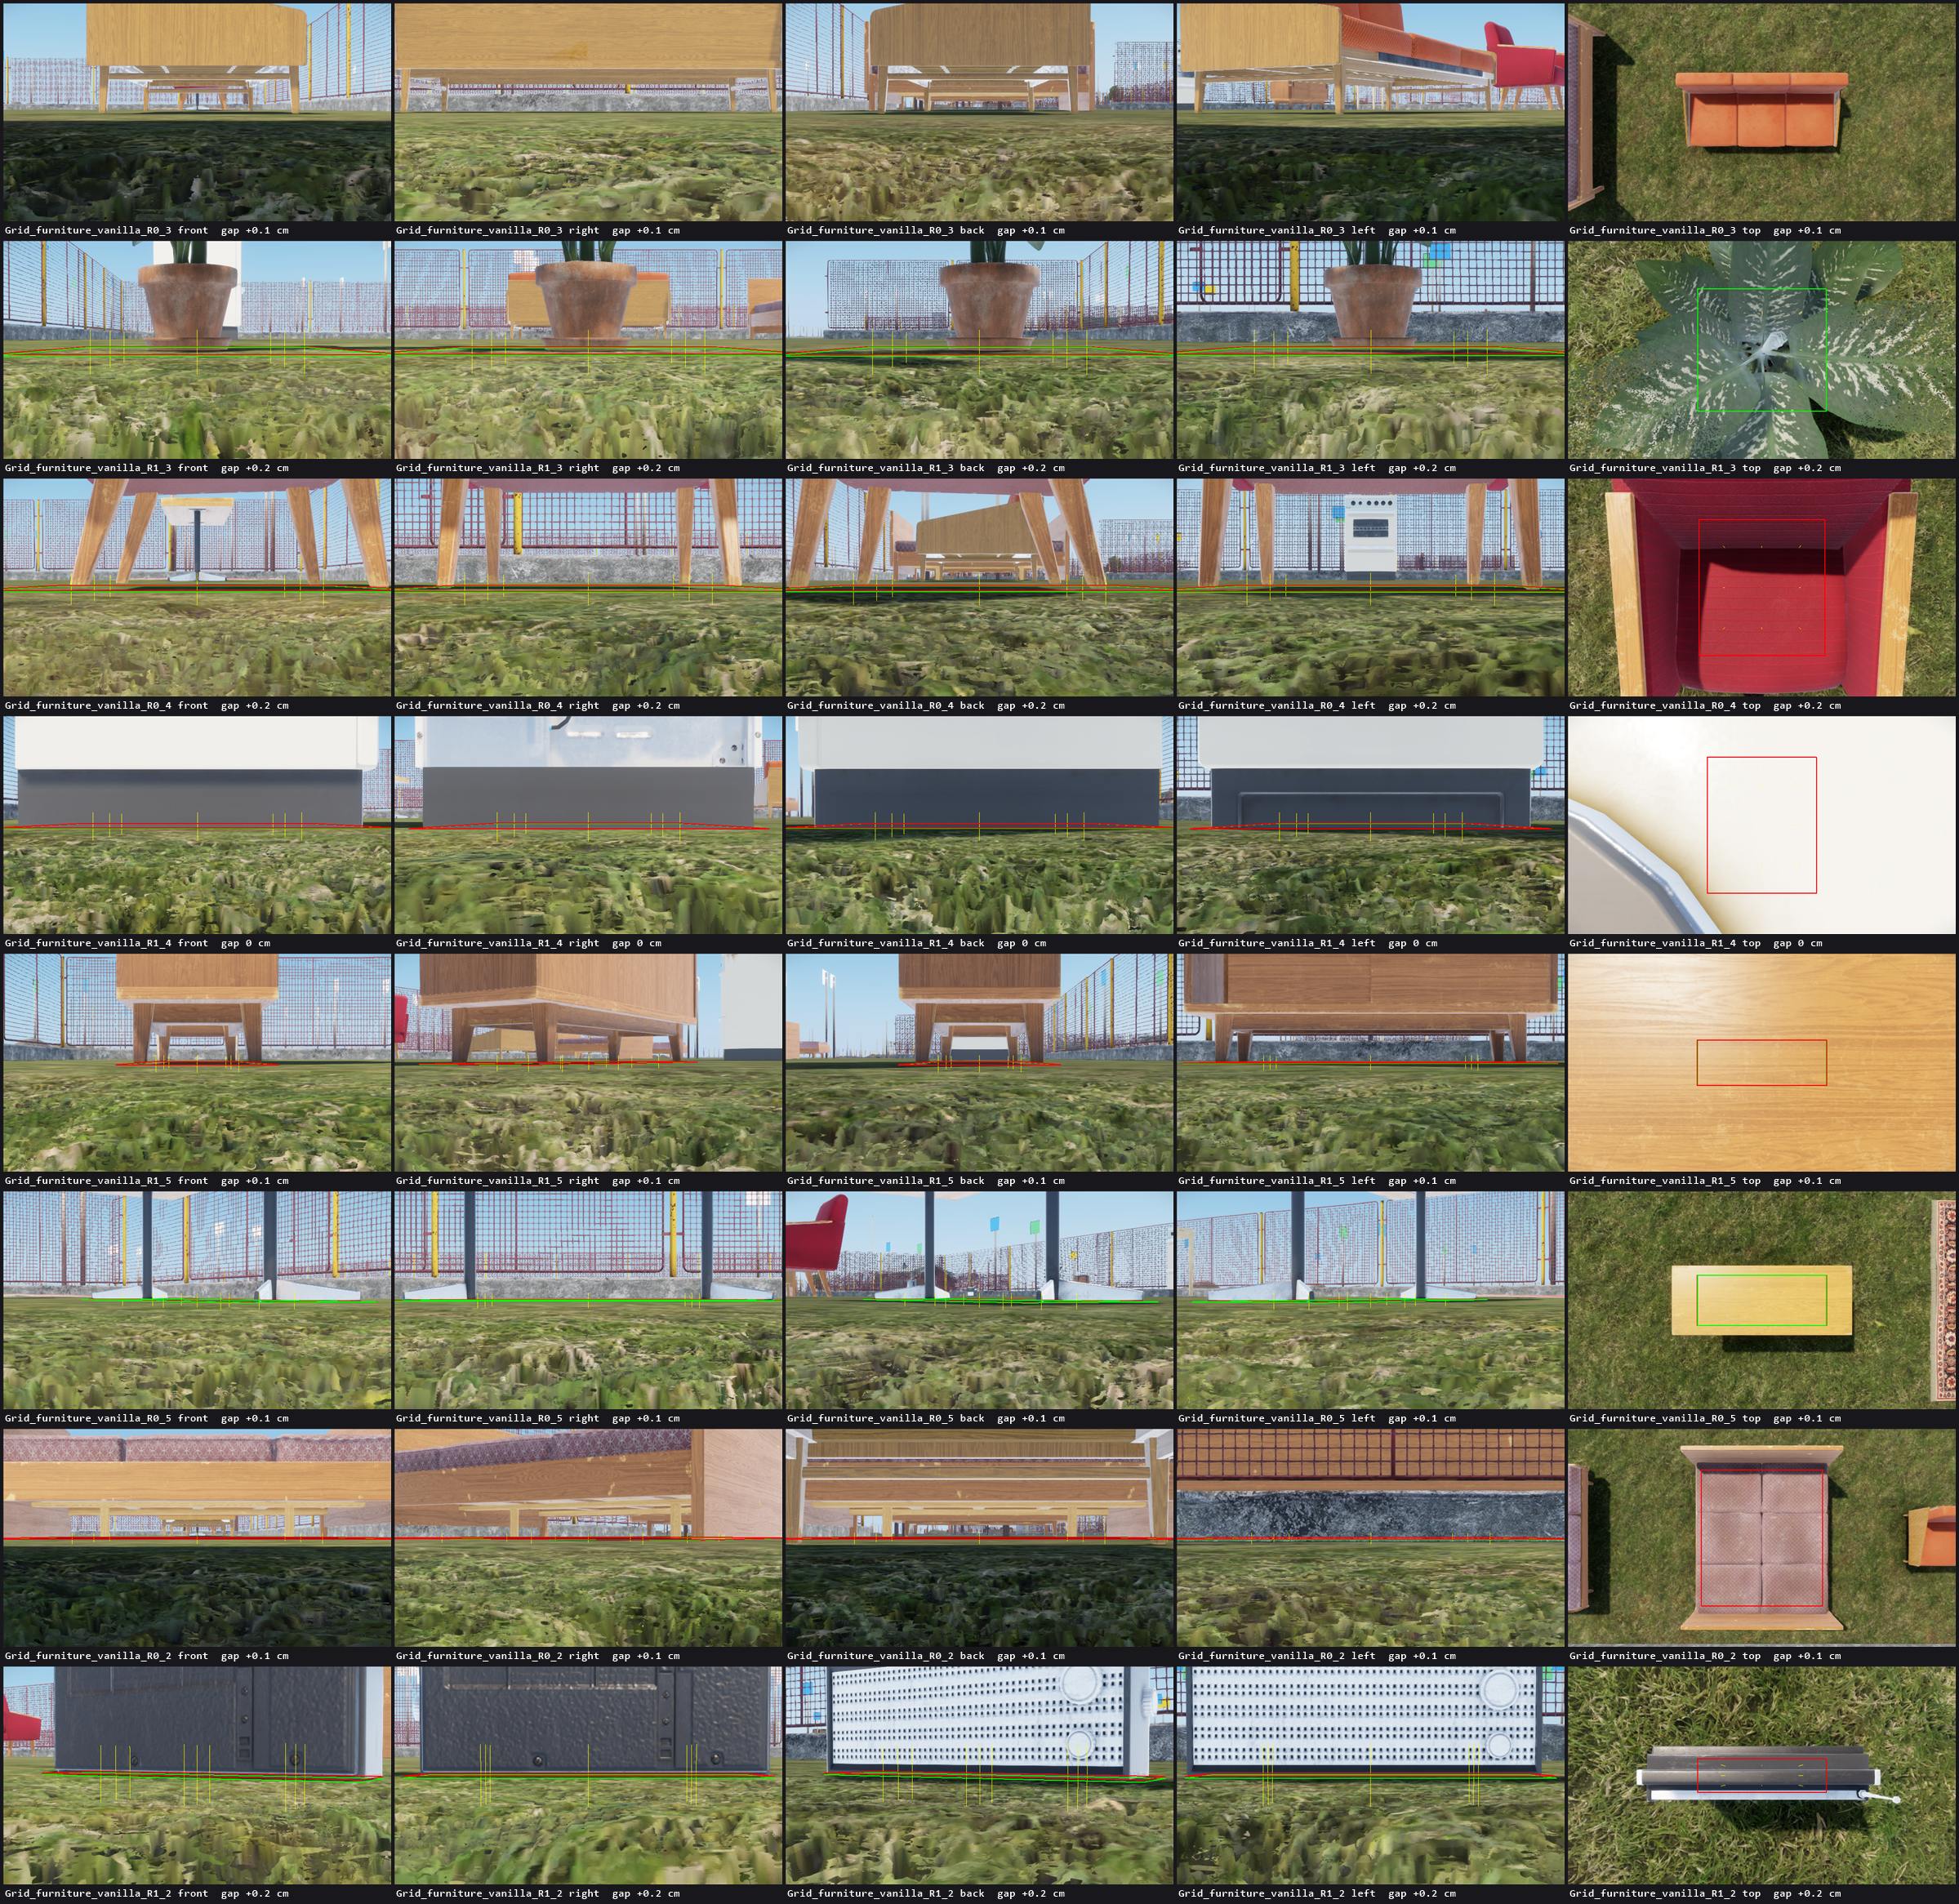 Grid_furniture_vanilla_R0_3 front gap +0.1 cm
Grid_furniture_vanilla_R0_3 right gap +0.1 cm
Grid_furniture_vanilla_R0_3 back gap +0.1 cm
Grid_furniture_vanilla_R0_3 left gap +0.1 cm
Grid_furniture_vanilla_R0_3 top gap +0.1 cm
Grid_furniture_vanilla_R1_3 front gap +0.2 cm
Grid_furniture_vanilla_R1_3 right gap +0.2 cm
Grid_furniture_vanilla_R1_3 back gap +0.2 cm
Grid_furniture_vanilla_R1_3 left gap +0.2 cm
Grid_furniture_vanilla_R1_3 top gap +0.2 cm
Grid_furniture_vanilla_R0_4 front gap +0.2 cm
Grid_furniture_vanilla_R0_4 right gap +0.2 cm
Grid_furniture_vanilla_R0_4 back gap +0.2 cm
Grid_furniture_vanilla_R0_4 left gap +0.2 cm
Grid_furniture_vanilla_R0_4 top gap +0.2 cm
Grid_furniture_vanilla_R1_4 front gap 0 cm
Grid_furniture_vanilla_R1_4 right gap 0 cm
Grid_furniture_vanilla_R1_4 back gap 0 cm
Grid_furniture_vanilla_R1_4 left gap 0 cm
Grid_furniture_vanilla_R1_4 top gap 0 cm
Grid_furniture_vanilla_R1_5 front gap +0.1 cm
Grid_furniture_vanilla_R1_5 right gap +0.1 cm
Grid_furniture_vanilla_R1_5 back gap +0.1 cm
Grid_furniture_vanilla_R1_5 left gap +0.1 cm
Grid_furniture_vanilla_R1_5 top gap +0.1 cm
Grid_furniture_vanilla_R0_5 front gap +0.1 cm
Grid_furniture_vanilla_R0_5 right gap +0.1 cm
Grid_furniture_vanilla_R0_5 back gap +0.1 cm
Grid_furniture_vanilla_R0_5 left gap +0.1 cm
Grid_furniture_vanilla_R0_5 top gap +0.1 cm
Grid_furniture_vanilla_R0_2 front gap +0.1 cm
Grid_furniture_vanilla_R0_2 right gap +0.1 cm
Grid_furniture_vanilla_R0_2 back gap +0.1 cm
Grid_furniture_vanilla_R0_2 left gap +0.1 cm
Grid_furniture_vanilla_R0_2 top gap +0.1 cm
Grid_furniture_vanilla_R1_2 front gap +0.2 cm
Grid_furniture_vanilla_R1_2 right gap +0.2 cm
Grid_furniture_vanilla_R1_2 back gap +0.2 cm
Grid_furniture_vanilla_R1_2 left gap +0.2 cm
Grid_furniture_vanilla_R1_2 top gap +0.2 cm